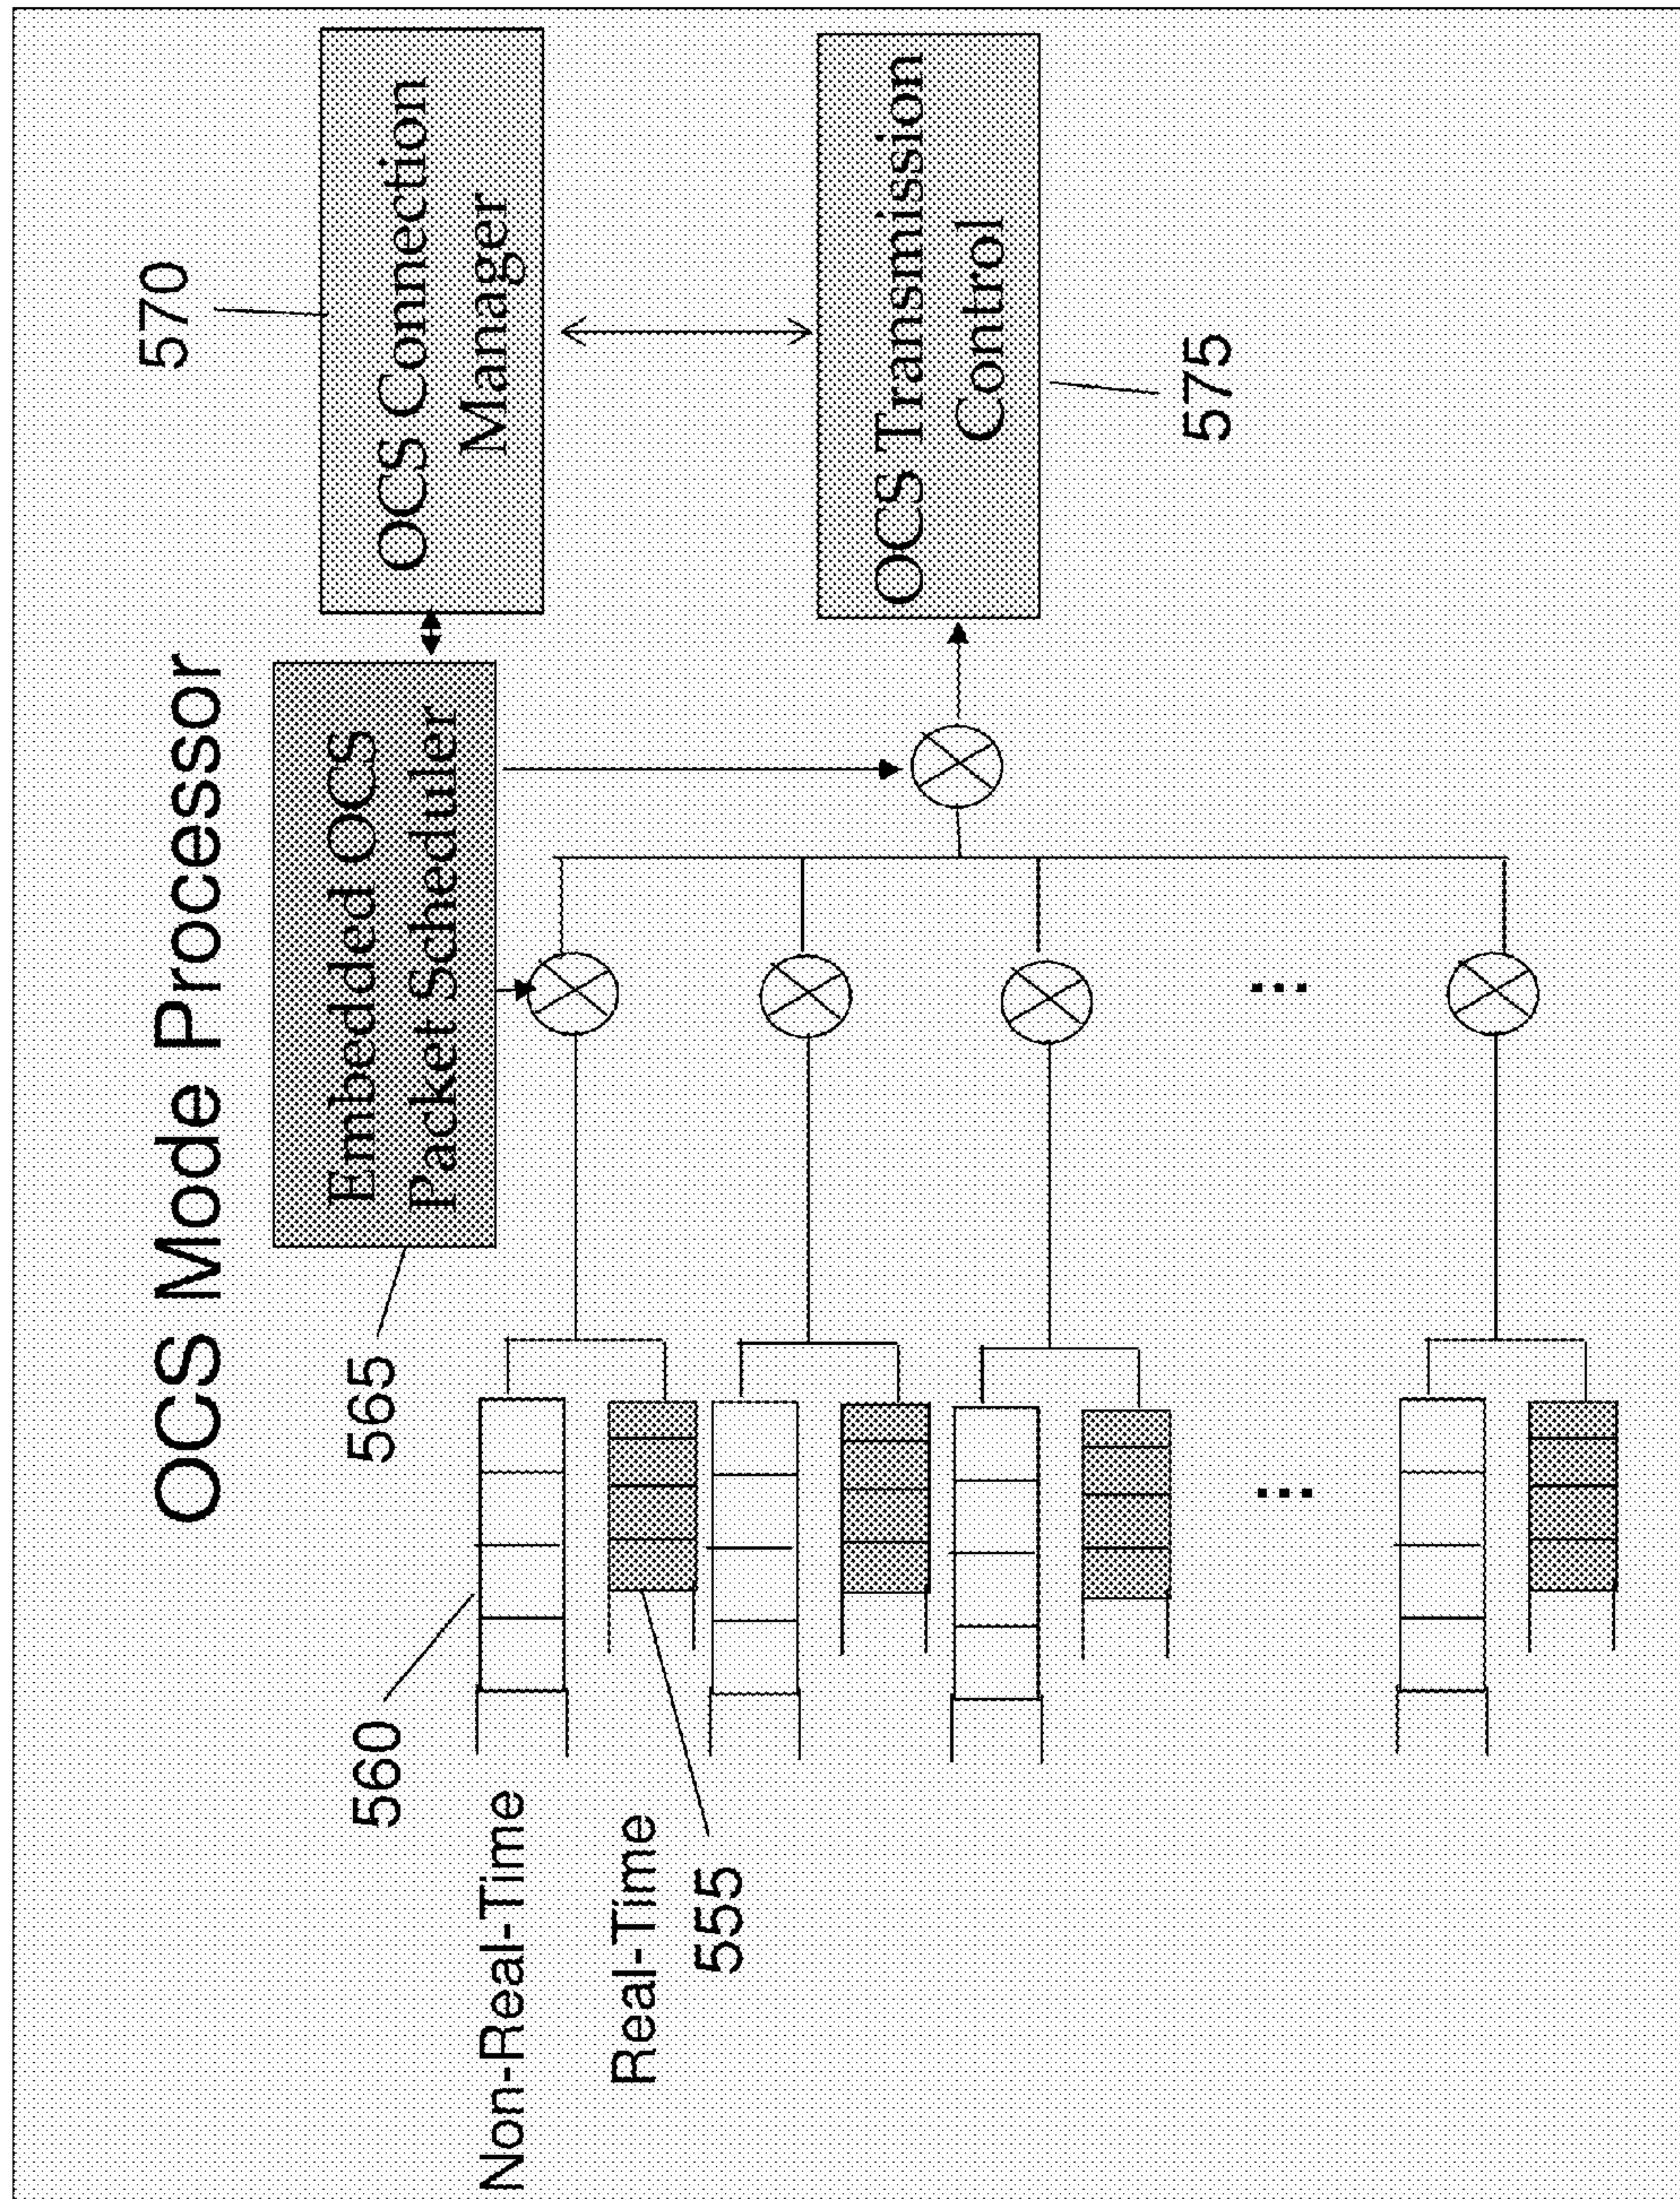 OCS Mode Processor
565
Embedded OCS
Packet Scheduler
570
OCS Connection
Manager
560
Non-Real-Time
Real-Time
555
...
...
OCS Transmission
Control
575